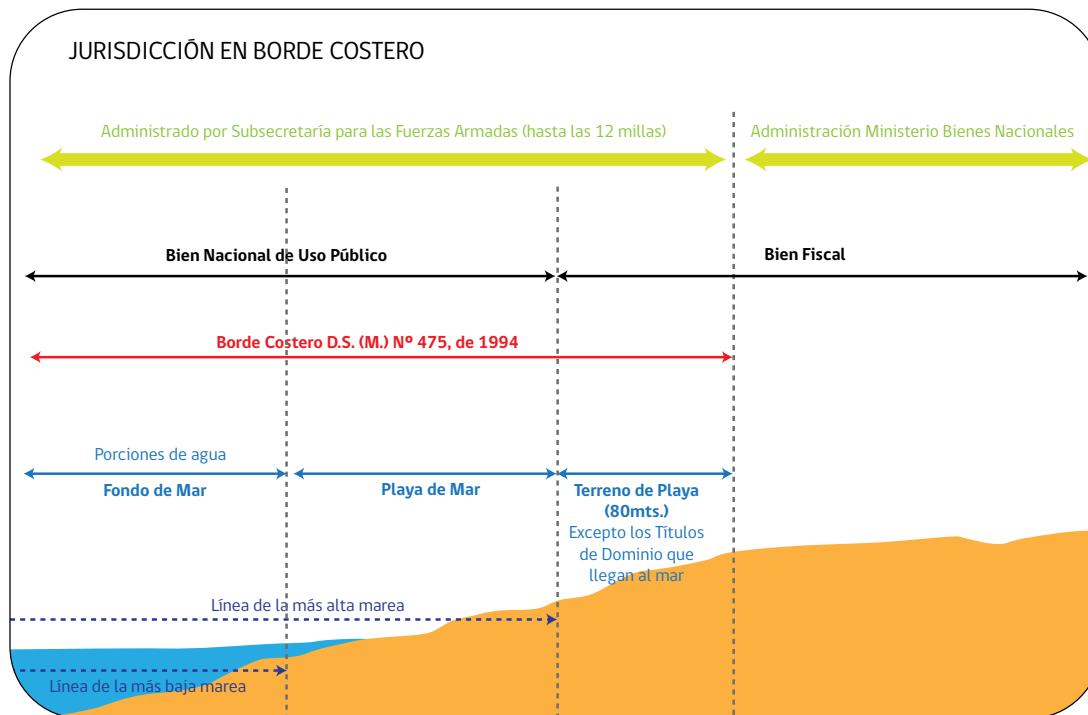 JURISDICCIÓN EN BORDE COSTERO
Administrado por Subsecretaría para las Fuerzas Armadas (hasta las 12 millas)
Administración Ministerio Bienes Nacionales
Bien Nacional de Uso Público
Bien Fiscal
Borde Costero D.S. (M.) Nº 475, de 1994
Porciones de agua
Fondo de Mar
Playa de Mar
Terreno de Playa
(80mts.)
Excepto los Títulos
de Dominio que
llegan al mar
Línea de la más alta marea
Línea de la más baja marea